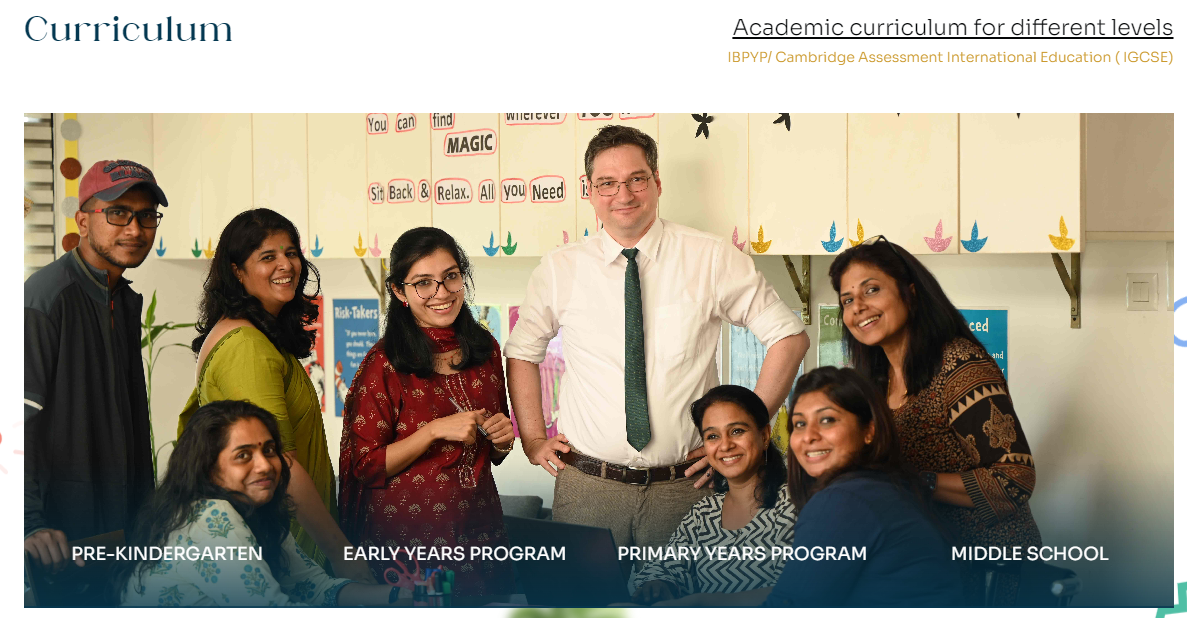 Curriculum
Academic curriculum for different levels
IBPYP/ Cambridge Assessment International Education ( IGCSE)
You can find wherever
MAGIC
Sit Back & Relax. All you Need is
Risk-Takers
PRE-KINDERGARTEN
EARLY YEARS PROGRAM
PRIMARY YEARS PROGRAM
MIDDLE SCHOOL